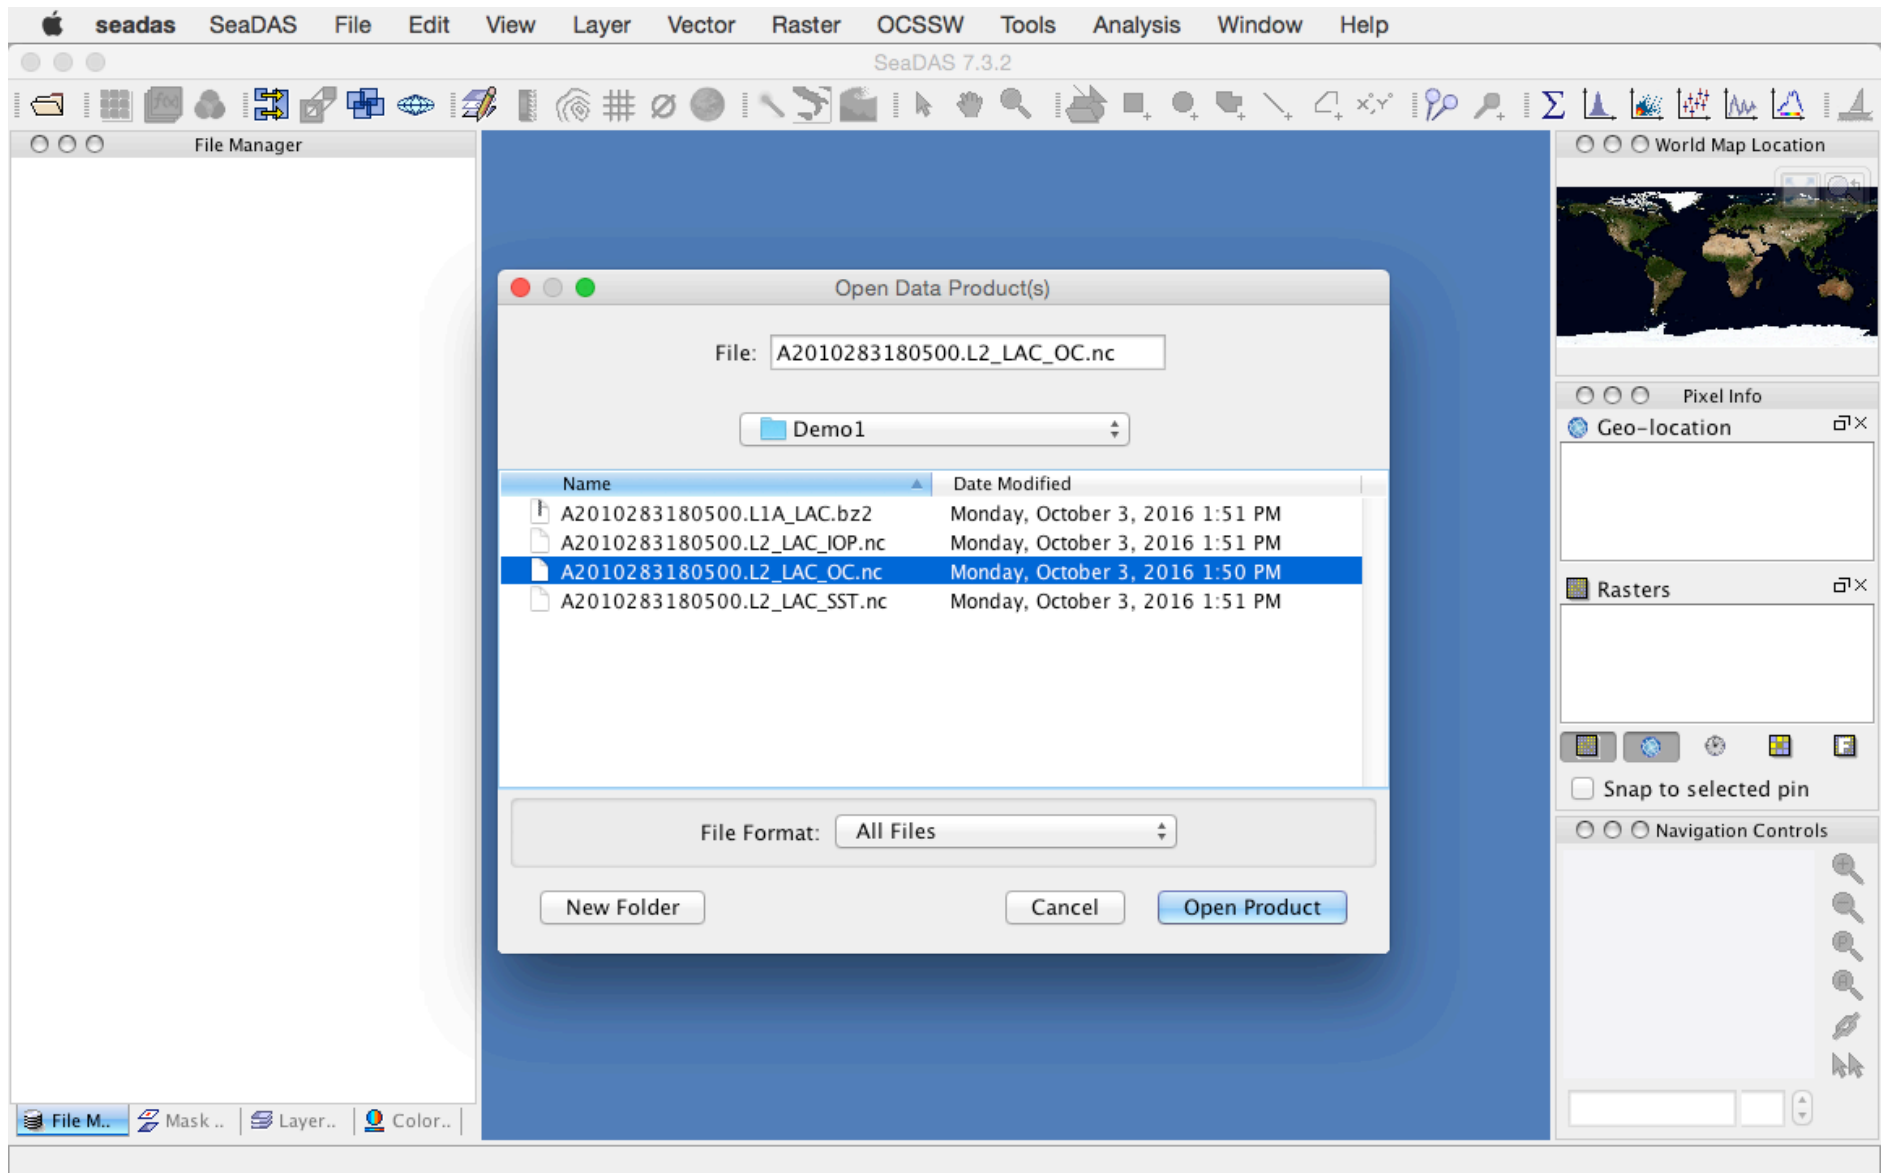 seadas SeaDAS File Edit View Layer Vector Raster OCSSW Tools Analysis Window Help
SeaDAS 7.3.2
File Manager
World Map Location
Open Data Product(s)
File: A2010283180500.L2_LAC_OC.nc
Demo1
Name Date Modified
A2010283180500.L1A_LAC.bz2 Monday, October 3, 2016 1:51 PM
A2010283180500.L2_LAC_IOP.nc Monday, October 3, 2016 1:51 PM
A2010283180500.L2_LAC_OC.nc Monday, October 3, 2016 1:50 PM
A2010283180500.L2_LAC_SST.nc Monday, October 3, 2016 1:51 PM
File Format: All Files
New Folder Cancel Open Product
Pixel Info
Geo-location
Rasters
Snap to selected pin
Navigation Controls
File M.. Mask .. Layer.. Color..